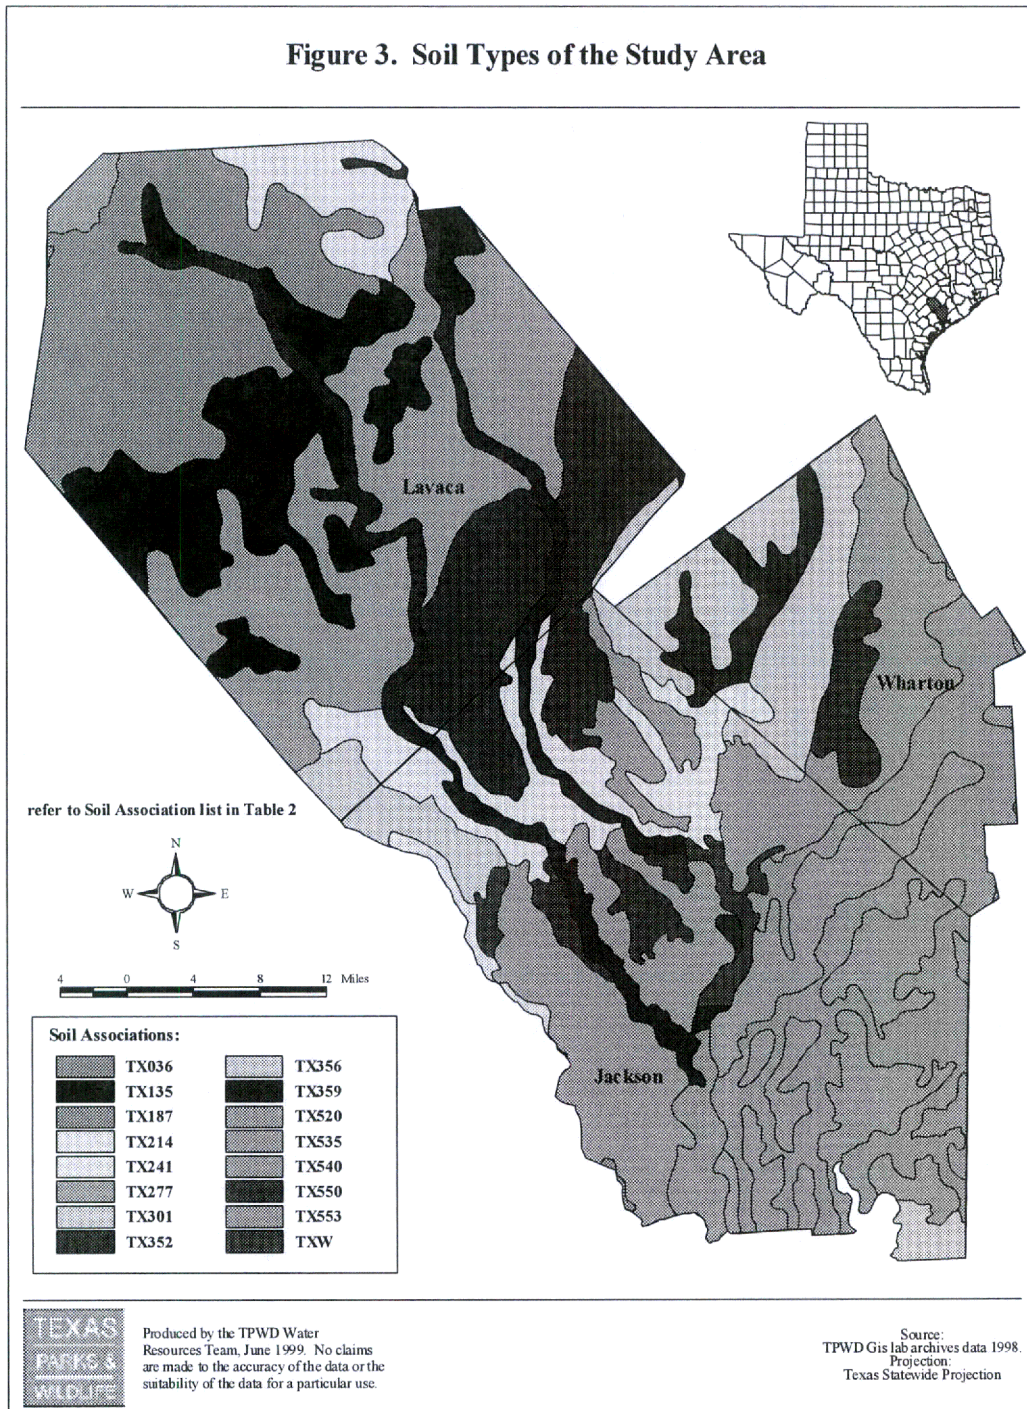 Figure 3. Soil Types of the Study Area
Lavaca
Wharton
refer to Soil Association list in Table 2
N
W
E
S
4 0 4 8 12 Miles
Jackson
Soil Associations:
TX036
TX135
TX187
TX214
TX241
TX277
TX301
TX352
TX356
TX359
TX520
TX535
TX540
TX550
TX553
TXW
TEXAS
PARKS &
WILDLIFE
Produced by the TPWD Water
Resources Team, June 1999. No claims
are made to the accuracy of the data or the
suitability of the data for a particular use.
Source:
TPWD Gis lab archives data 1998.
Projection:
Texas Statewide Projection